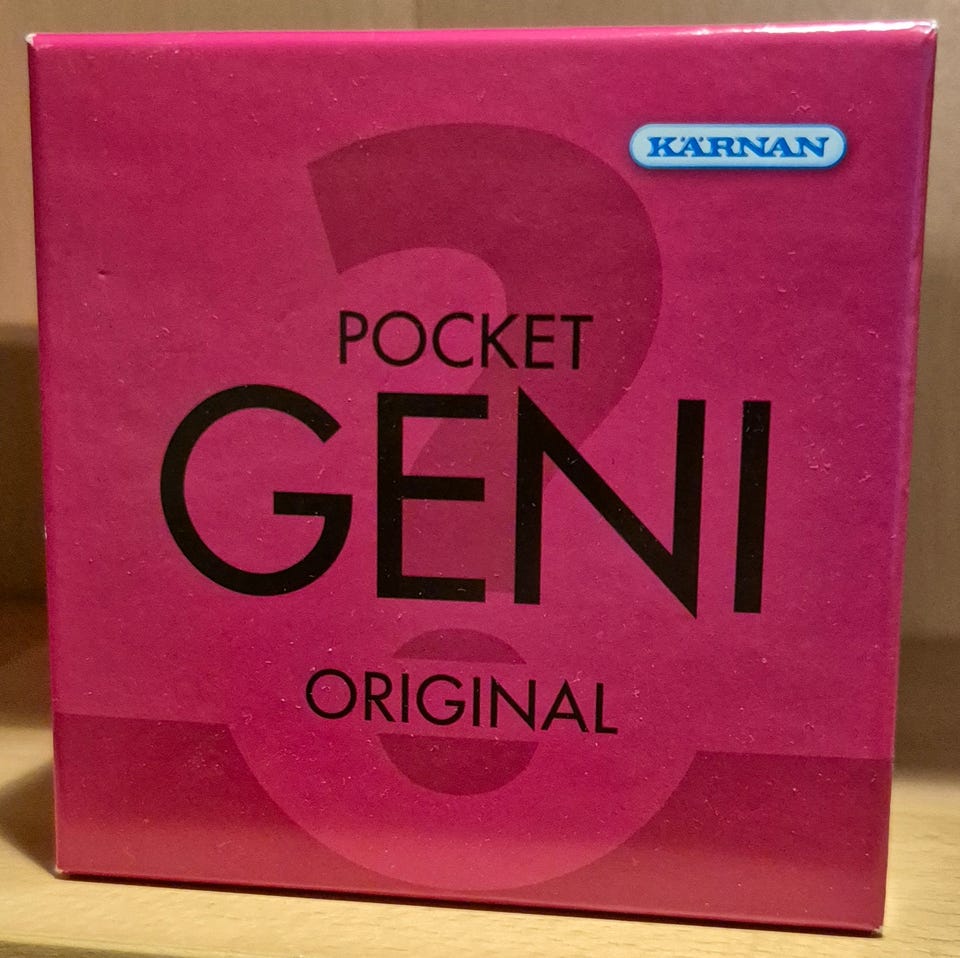 KÄRNAN
POCKET
GENI
ORIGINAL